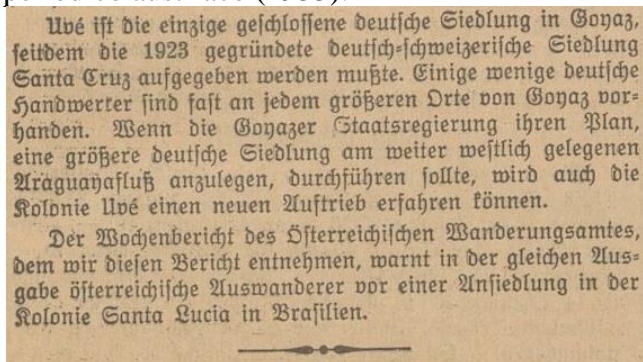 Uvé ist die einzige geschlossene deutsche Siedlung in Goyaz,
seitdem die 1923 gegründete deutsch-schweizerische Siedlung
Santa Cruz aufgegeben werden mußte. Einige wenige deutsche
Handwerker sind fast an jedem größeren Orte von Goyaz vor-
handen. Wenn die Goyazer Staatsregierung ihren Plan,
eine größere deutsche Siedlung am weiter westlich gelegenen
Araguayafluß anzulegen, durchführen sollte, wird auch die
Kolonie Uvé einen neuen Auftrieb erfahren können.
Der Wochenbericht des Österreichischen Wanderungsamtes,
dem wir diesen Bericht entnehmen, warnt in der gleichen Aus-
gabe österreichische Auswanderer vor einer Ansiedlung in der
Kolonie Santa Lucia in Brasilien.